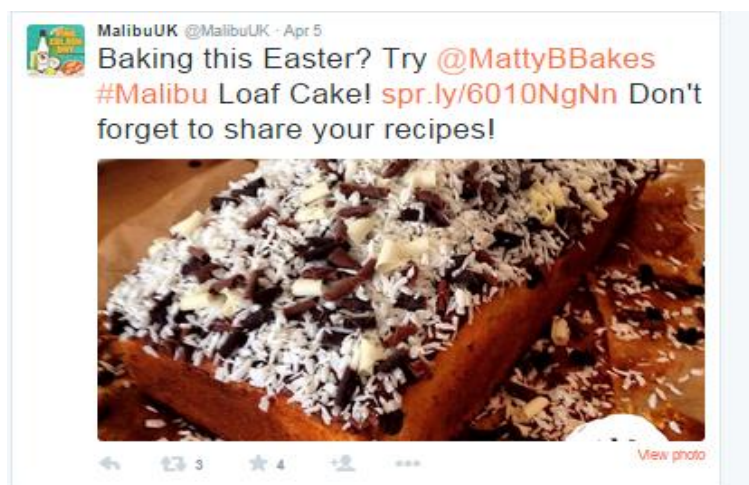 MalibuUK @MalibuUK · Apr 5
Baking this Easter? Try @MattyBBakes
#Malibu Loaf Cake! spr.ly/6010NgNn Don't
forget to share your recipes!
3 4
View photo